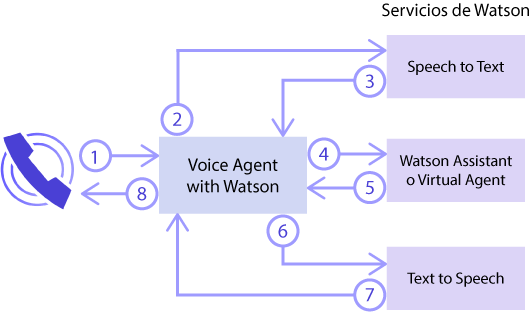 Servicios de Watson
Speech to Text
3
2
1
Voice Agent
with Watson
4
Watson Assistant
o Virtual Agent
5
8
6
Text to Speech
7